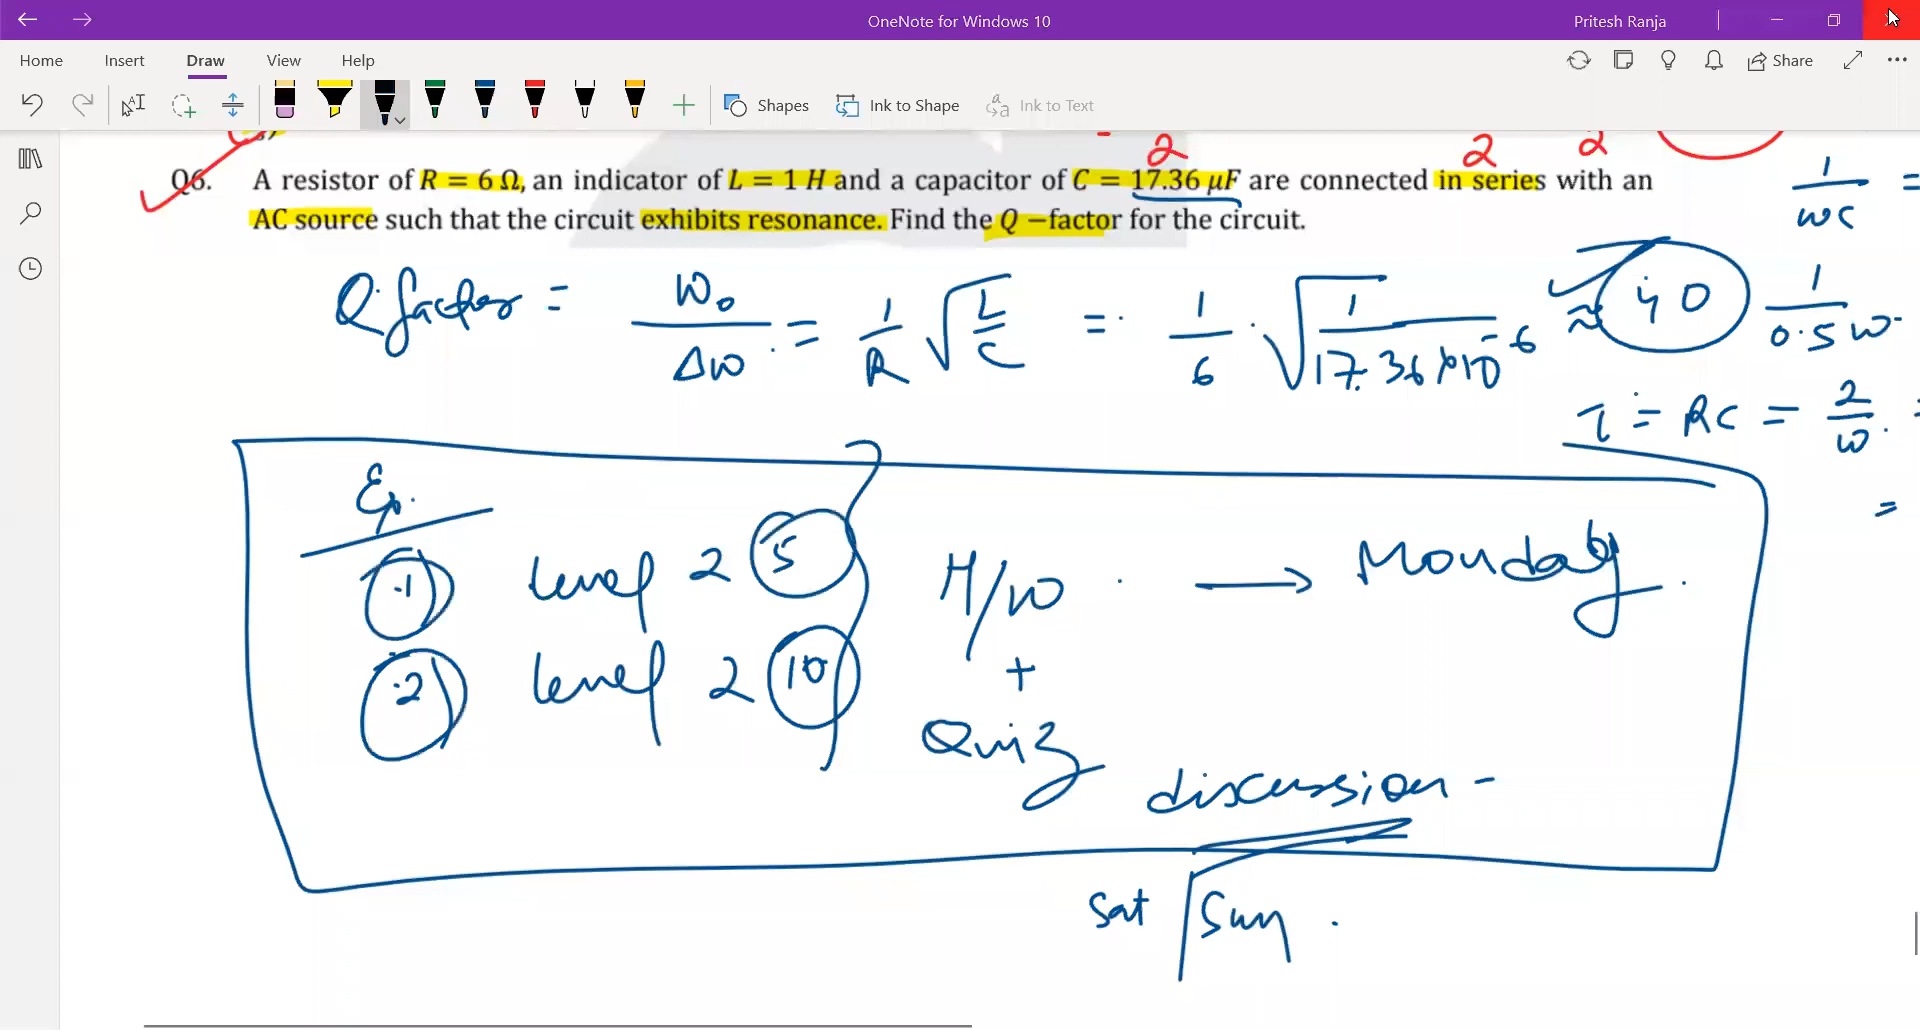 OneNote for Windows 10
Pritesh Ranja
Home Insert Draw View Help
Share
Shapes Ink to Shape Ink to Text
2 2 2
Q6. A resistor of R = 6 Ω, an indicator of L = 1 H and a capacitor of C = 17.36 μF are connected in series with an
AC source such that the circuit exhibits resonance. Find the Q −factor for the circuit.
1/ωC =
Q factor = ω₀/Δω = 1/R √(L/C) = 1/6 · √(1/(17.36×10⁻⁶)) ≈ 40
1/0.5ω
τ = RC = 2/ω
=
Ex.
1 level 2 5 H/W → Monday
2 level 2 10 +
Quiz
discussion -
Sat / Sun